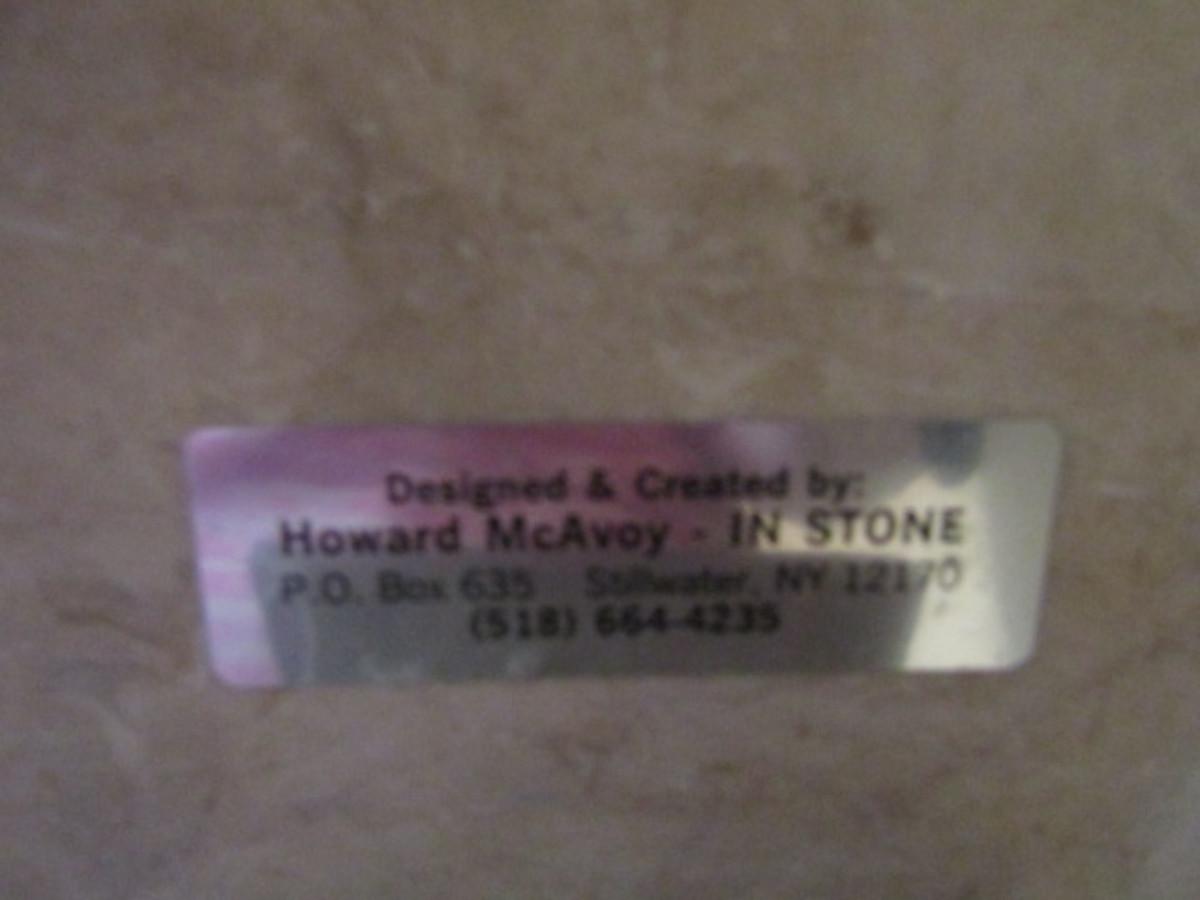 Designed & Created by:
Howard McAvoy - IN STONE
P.O. Box 635 Stillwater, NY 12170
(518) 664-4235